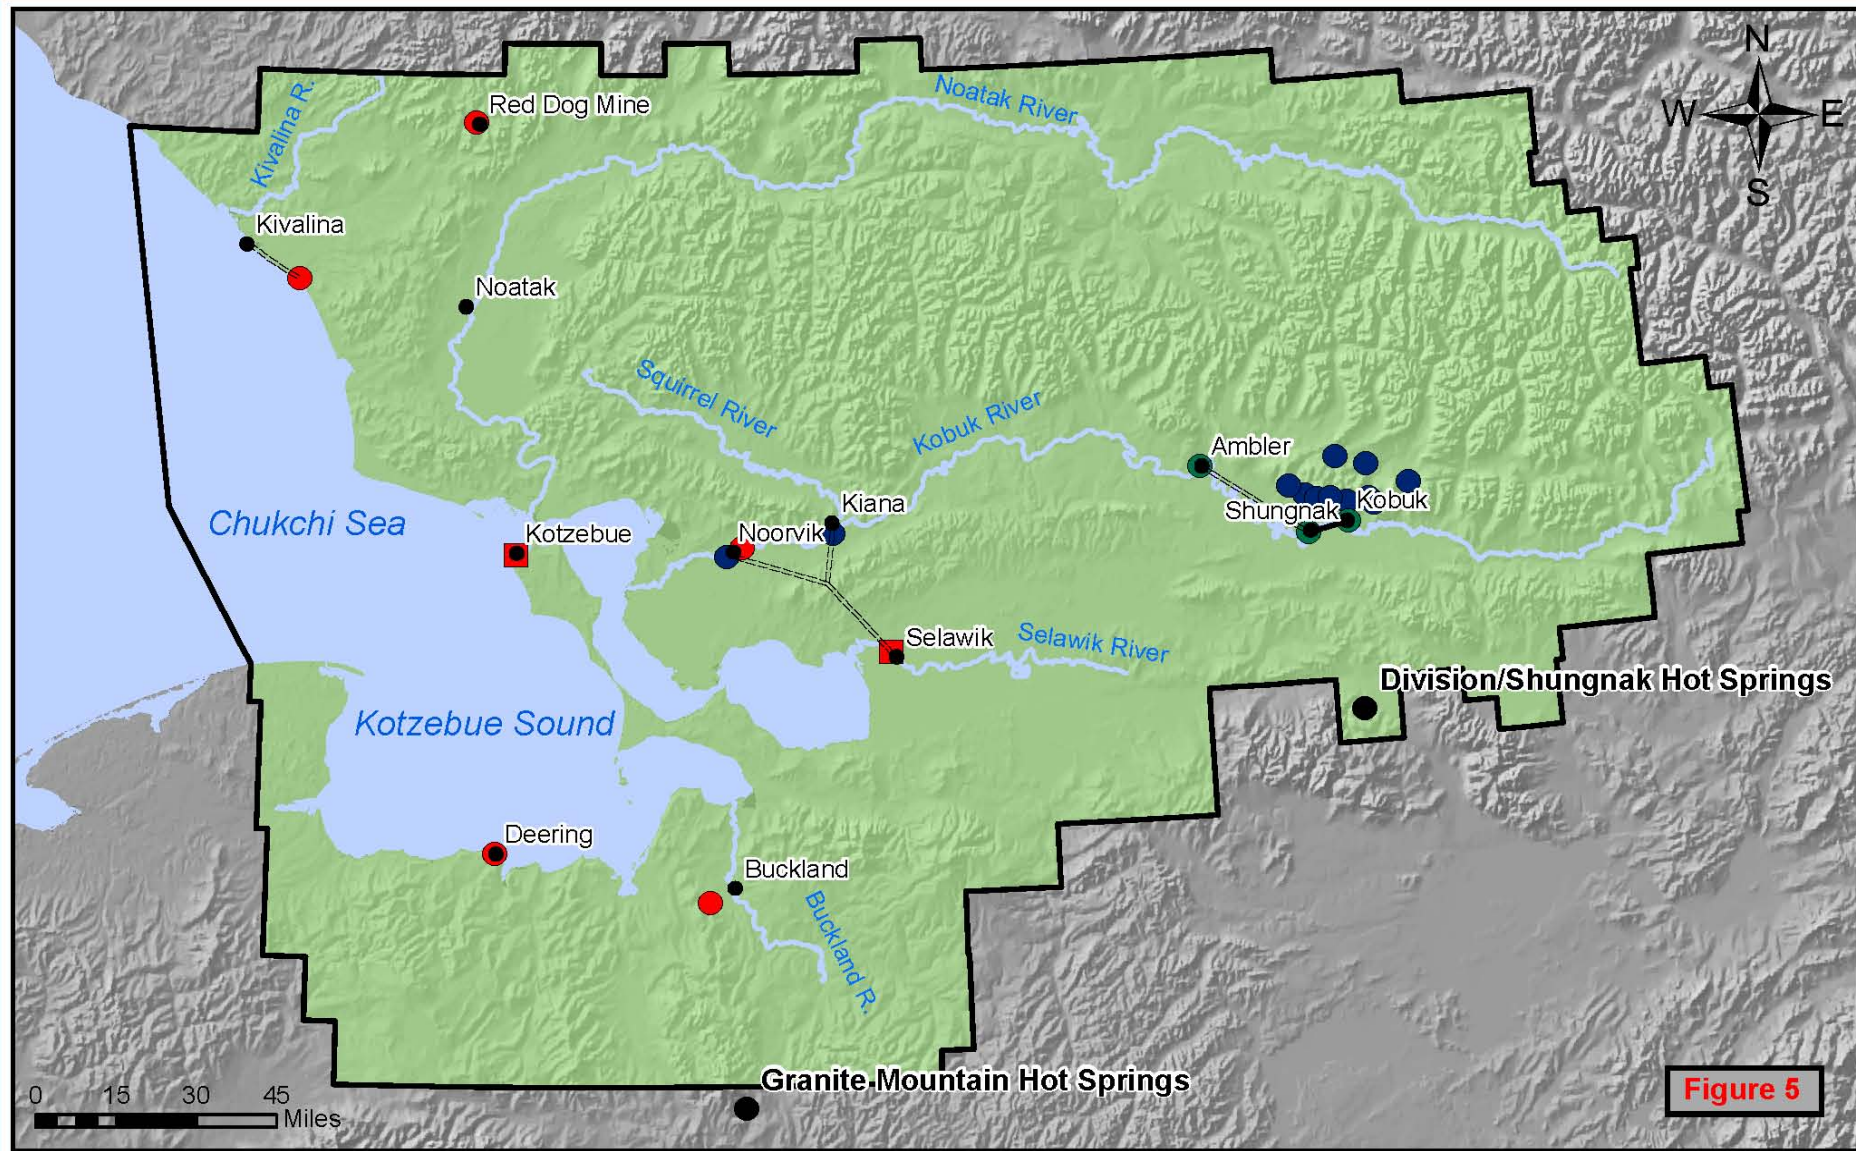 N
W
E
S
Noatak River
Red Dog Mine
Kivalina R.
Kivalina
Noatak
Squirrel River
Kobuk River
Ambler
Kiana
Kobuk
Shungnak
Chukchi Sea
Kotzebue
Noorvik
Selawik
Selawik River
Division/Shungnak Hot Springs
Kotzebue Sound
Deering
Buckland
Buckland R.
Granite Mountain Hot Springs
0 15 30 45
Miles
Figure 5